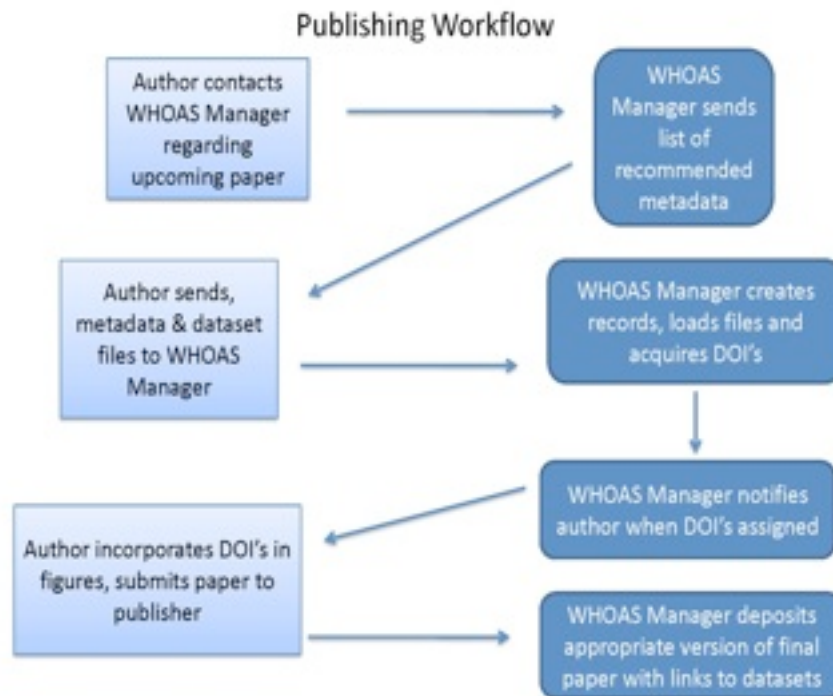 Publishing Workflow
Author contacts
WHOAS Manager
regarding
upcoming paper
WHOAS
Manager sends
list of
recommended
metadata
Author sends,
metadata & dataset
files to WHOAS
Manager
WHOAS Manager creates
records, loads files and
acquires DOI's
WHOAS Manager notifies
author when DOI's assigned
Author incorporates DOI's in
figures, submits paper to
publisher
WHOAS Manager deposits
appropriate version of final
paper with links to datasets